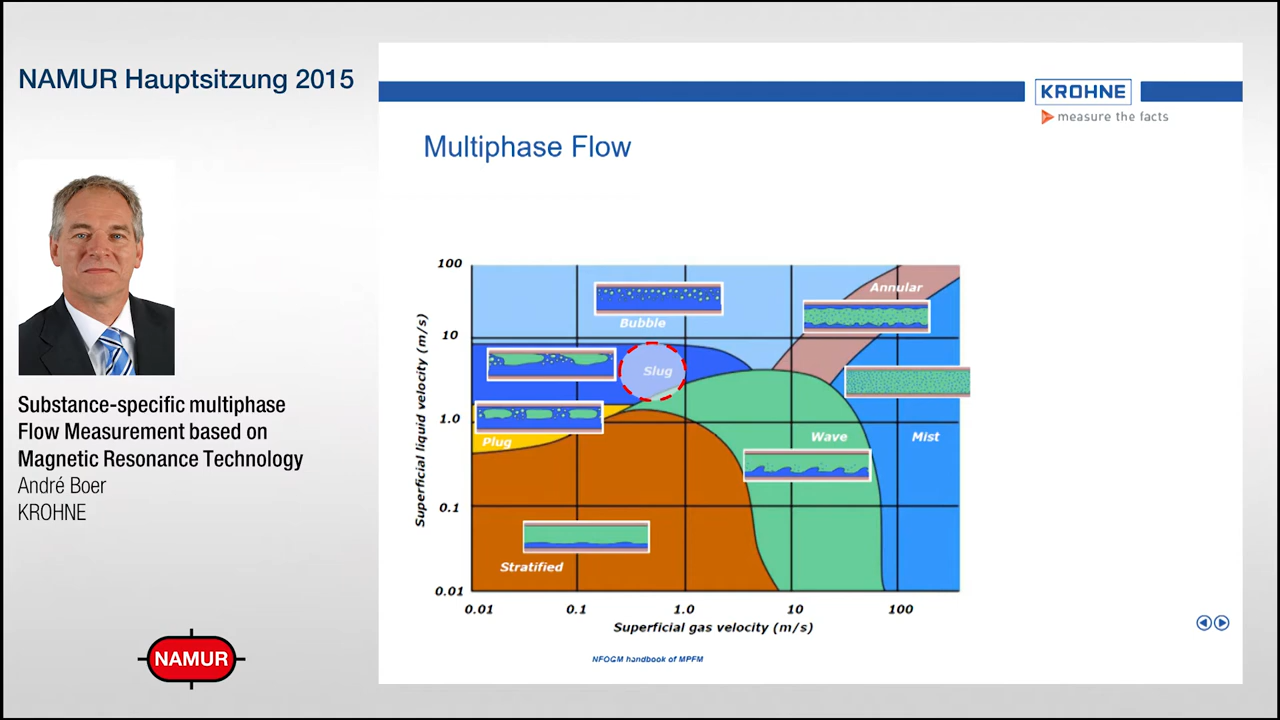 NAMUR Hauptsitzung 2015
KROHNE
measure the facts
Multiphase Flow
Substance-specific multiphase
Flow Measurement based on
Magnetic Resonance Technology
André Boer
KROHNE
NAMUR
Superficial liquid velocity (m/s)
100
10
1.0
0.1
0.01
Bubble
Annular
Slug
Plug
Wave
Mist
Stratified
0.01 0.1 1.0 10 100
Superficial gas velocity (m/s)
NFOGM handbook of MPFM